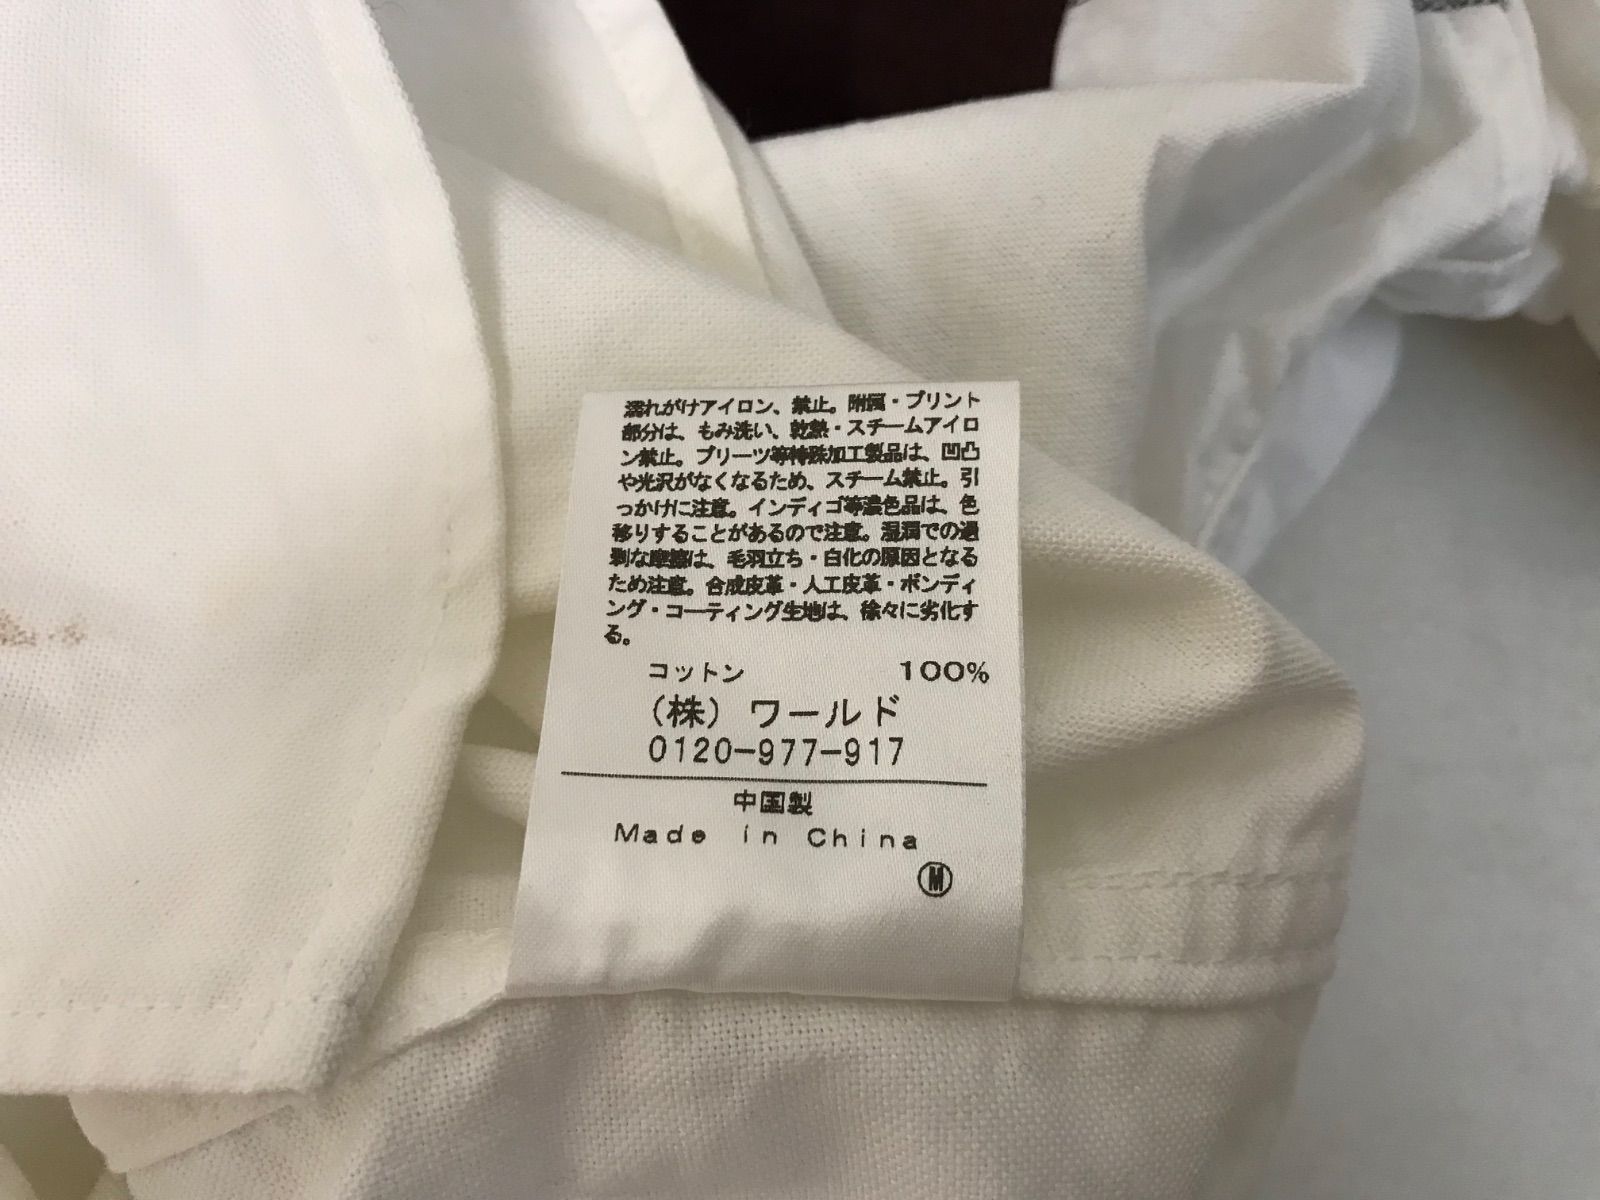 濡れがけアイロン、禁止。附属・プリント
部分は、もみ洗い、乾熱・スチームアイロ
ン禁止。プリーツ等特殊加工製品は、凹凸
や光沢がなくなるため、スチーム禁止。引
っかけに注意。インディゴ等濃色品は、色
移りすることがあるので注意。湿潤での過
剰な摩擦は、毛羽立ち・白化の原因となる
ため注意。合成皮革・人工皮革・ボンディ
ング・コーティング生地は、徐々に劣化す
る。
コットン 100%
(株) ワールド
0120-977-917
中国製
Made in China
Ⓜ